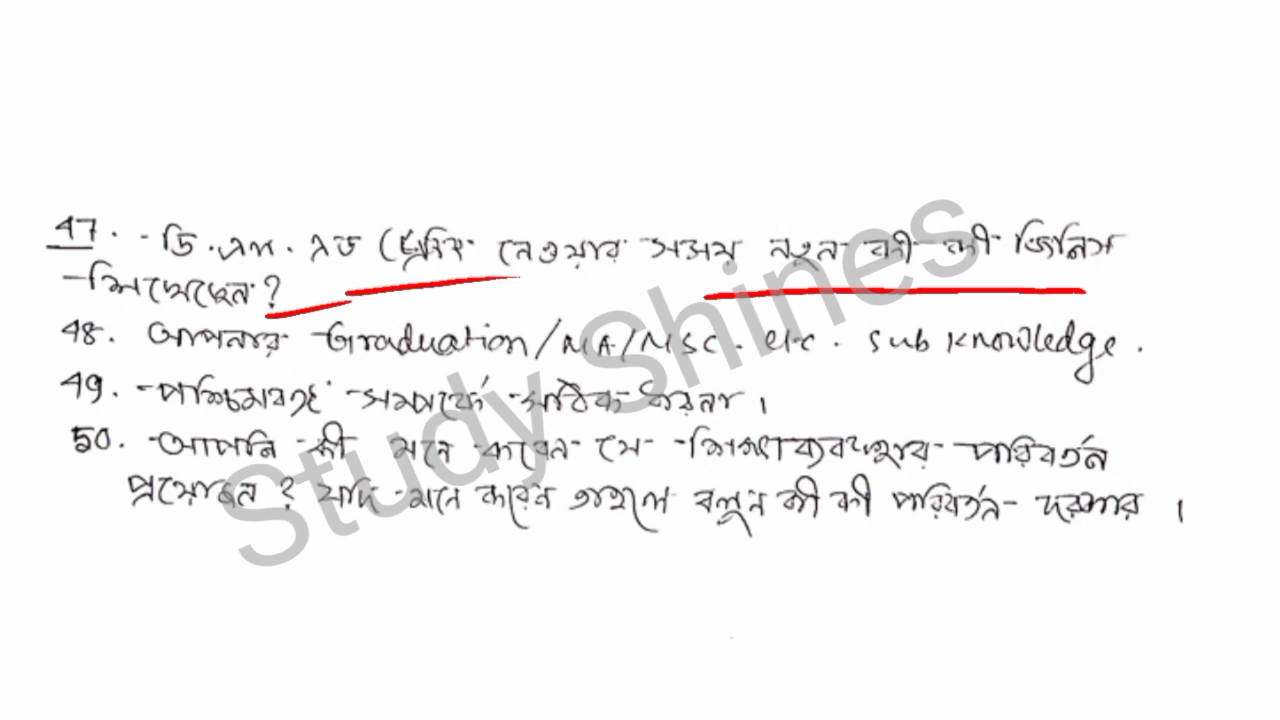 47. ডি.এল.এড ট্রেনিং নেওয়ার সময় নতুন কী কী জিনিস
শিখেছেন?
48. আপনার Graduation/MA/MSC. etc. sub knowledge.
49. পশ্চিমবঙ্গ সম্পর্কে সঠিক ধারনা।
50. আপনি কী মনে করেন যে শিক্ষাব্যবস্থার পরিবর্তন
প্রয়োজন? যদি মনে করেন তাহলে বলুন কী কী পরিবর্তন দরকার।
Study Shines